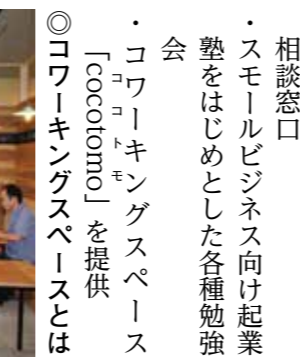 相談窓口
・スモールビジネス向け起業
塾をはじめとした各種勉強
会
・コワーキングスペース
「cocotomo」を提供
ココトモ
◎コワーキングスペースとは